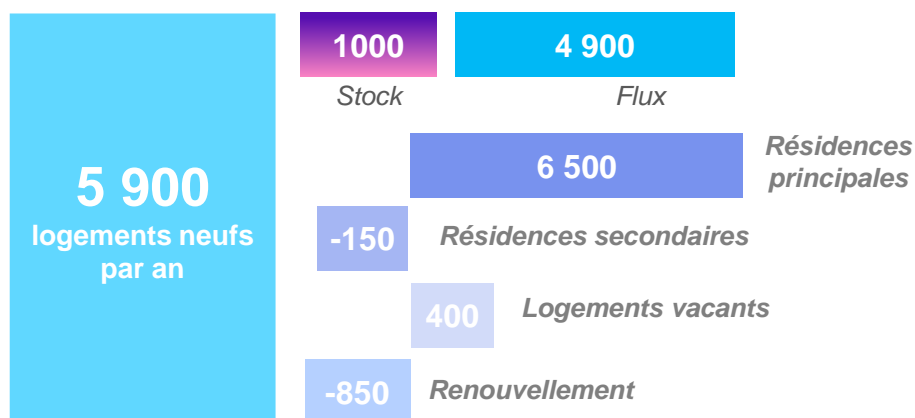 5 900
logements neufs
par an
1000
4 900
Stock
Flux
6 500
Résidences
principales
-150
Résidences secondaires
400
Logements vacants
-850
Renouvellement